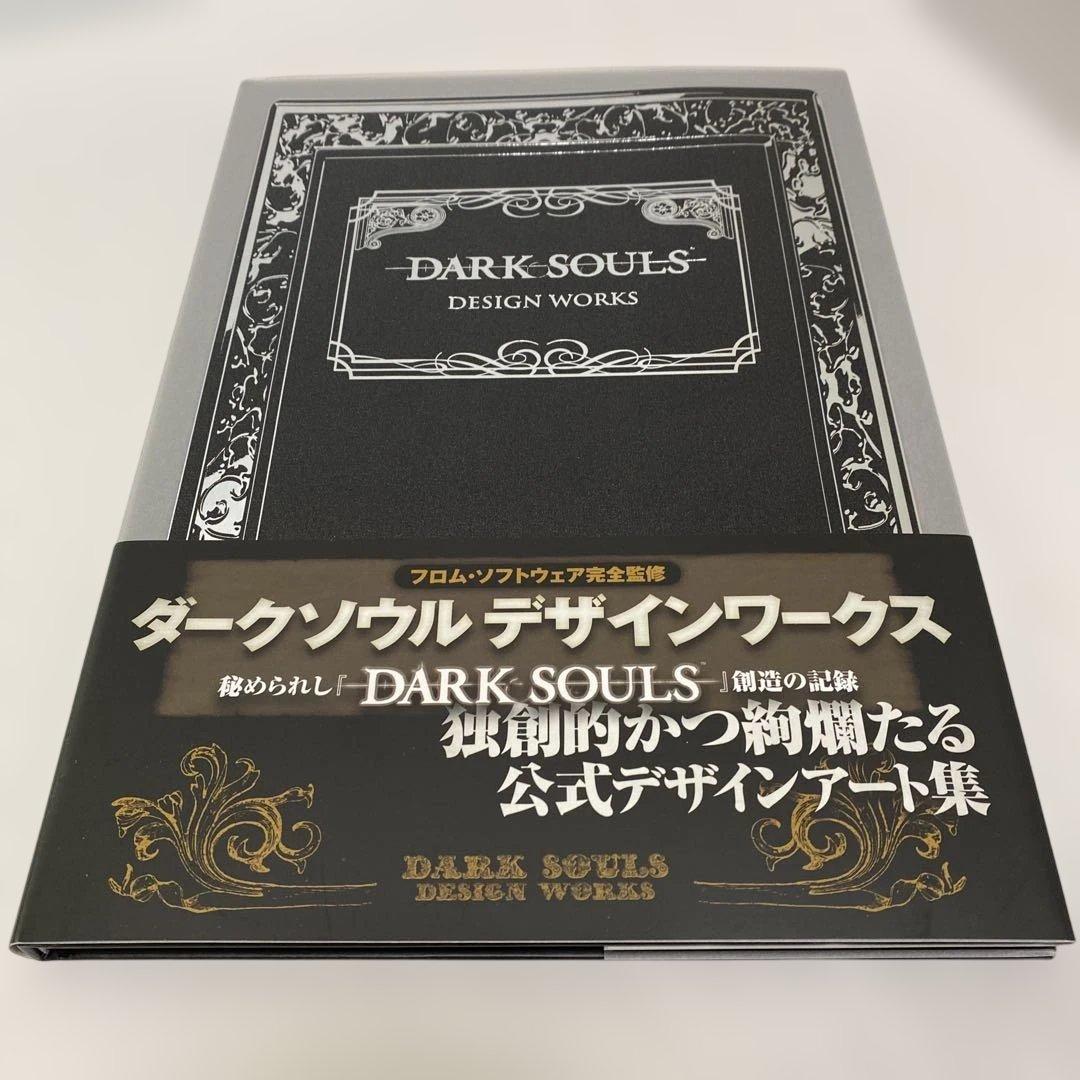 DARK SOULS™
DESIGN WORKS
フロム・ソフトウェア完全監修
ダークソウル デザインワークス
秘められし『DARK SOULS™』創造の記録
独創的かつ絢爛たる
公式デザインアート集
DARK SOULS
DESIGN WORKS